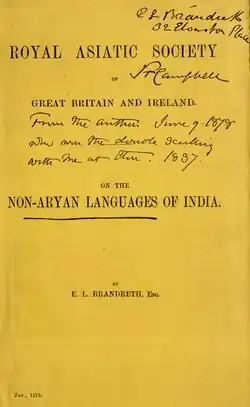 E L Brandreth
32 Elvaston Place
ROYAL ASIATIC SOCIETY
OF
J F Campbell
GREAT BRITAIN AND IRELAND.
From the author June 9 1878
who won the double sculling
with me at Eton. 1837.
ON THE
NON-ARYAN LANGUAGES OF INDIA.
BY
E. L. BRANDRETH, ESQ.
JAN., 1878.